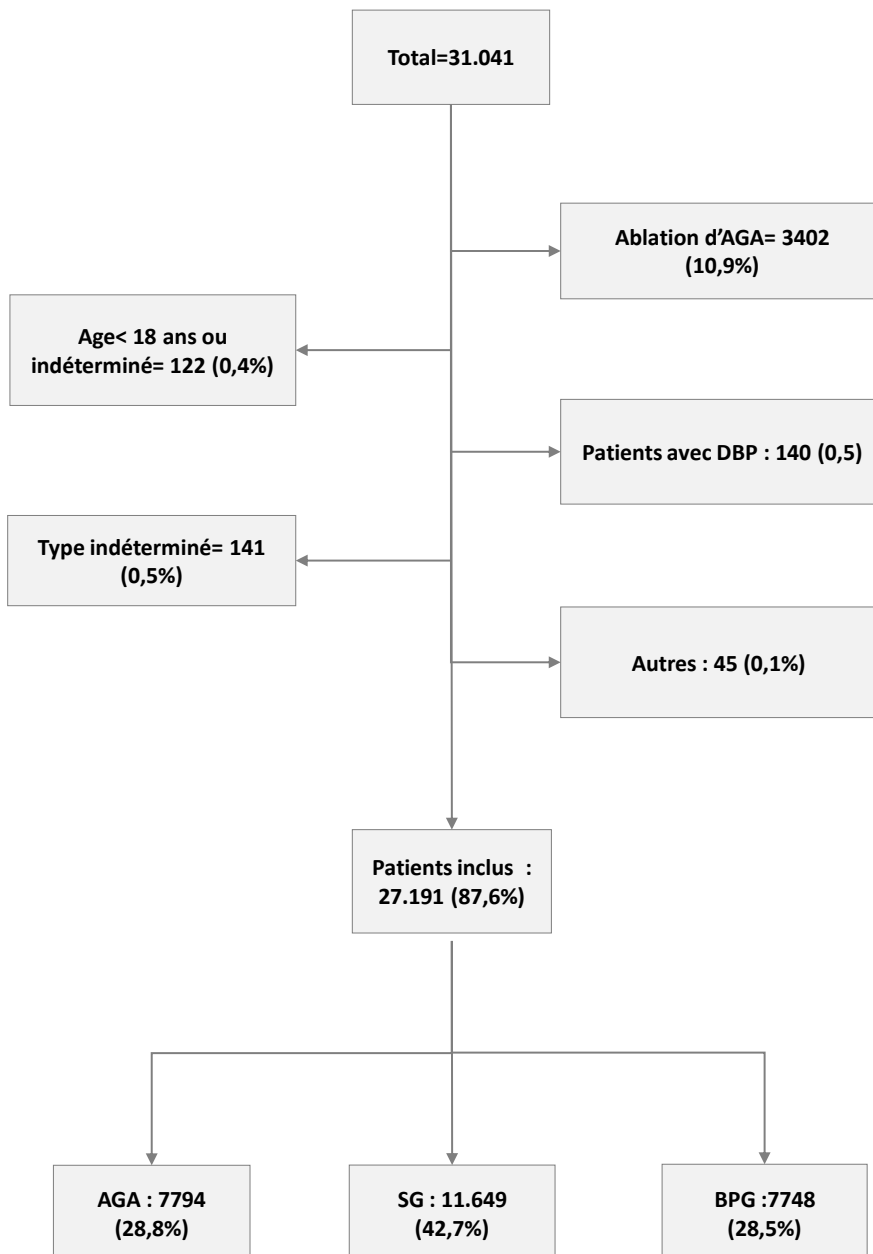 Total=31.041
Ablation d’AGA= 3402
(10,9%)
Age< 18 ans ou
indéterminé= 122 (0,4%)
Patients avec DBP : 140 (0,5)
Type indéterminé= 141
(0,5%)
Autres : 45 (0,1%)
Patients inclus :
27.191 (87,6%)
AGA : 7794
(28,8%)
SG : 11.649
(42,7%)
BPG :7748
(28,5%)